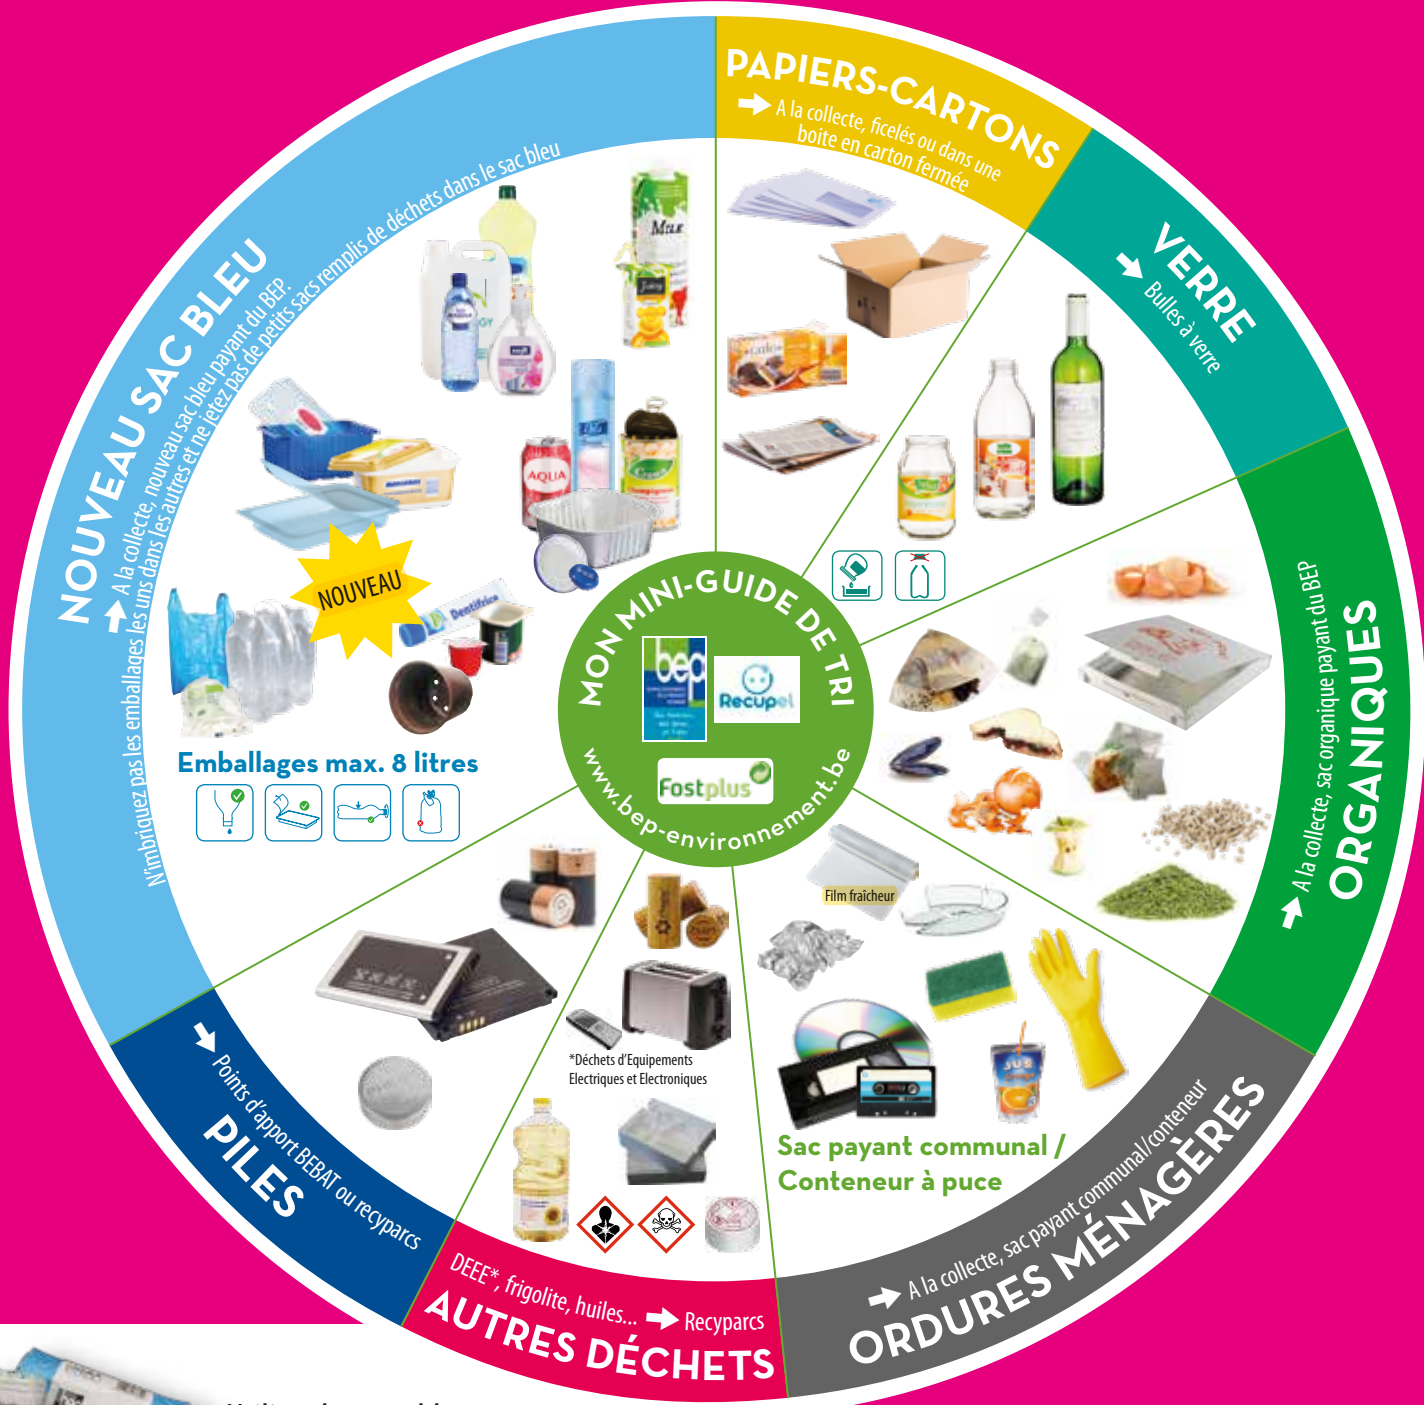 NOUVEAU SAC BLEU
A la collecte, nouveau sac bleu payant du BEP.
N'imbriquez pas les emballages les uns dans les autres et ne jetez pas de petits sacs remplis de déchets dans le sac bleu
PAPIERS-CARTONS
A la collecte, ficelés ou dans une
boite en carton fermée
VERRE
Bulles à verre
Milk
AQUA
NOUVEAU
Dentifrice
Emballages max. 8 litres
MON MINI-GUIDE DE TRI
bep
Recupel
Fostplus
www.bep-environnement.be
ORGANIQUES
A la collecte, sac organique payant du BEP
Film fraîcheur
JUS
Sac payant communal /
Conteneur à puce
A la collecte, sac payant communal/conteneur
ORDURES MÉNAGÈRES
*Déchets d'Equipements
Electriques et Electroniques
DEEE*, frigolite, huiles... Recyparcs
AUTRES DÉCHETS
Points d'apport BEBAT ou recyparcs
PILES